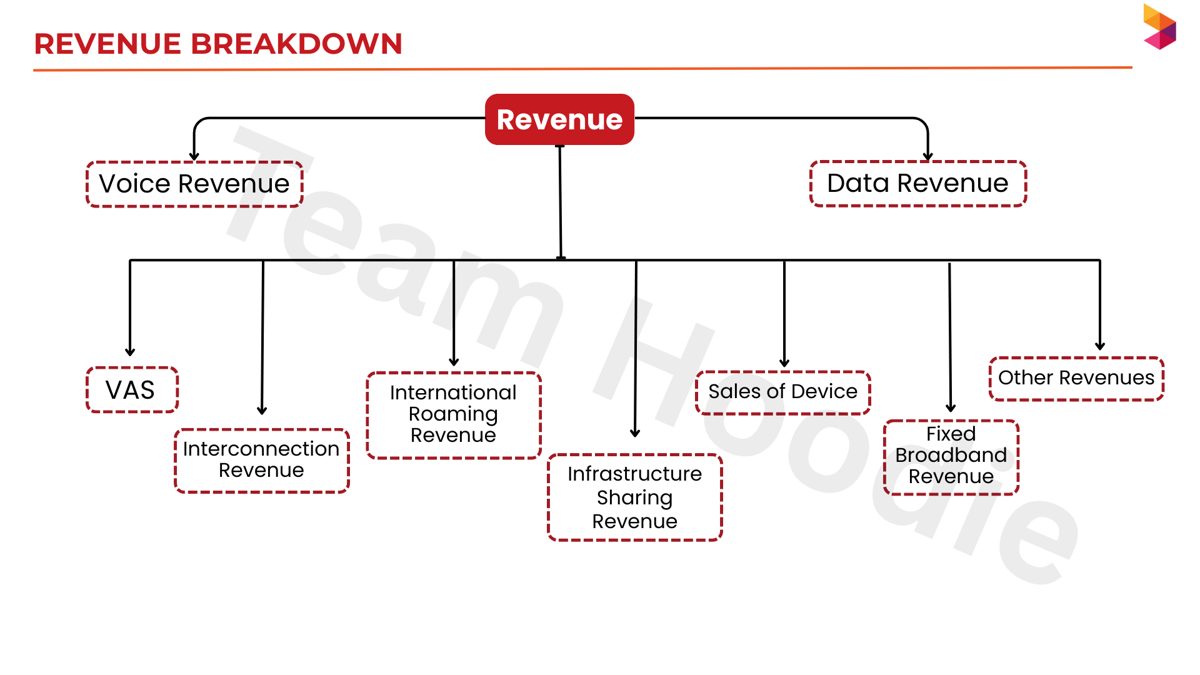 REVENUE BREAKDOWN
Revenue
Voice Revenue
Data Revenue
VAS
Interconnection
Revenue
International
Roaming
Revenue
Infrastructure
Sharing
Revenue
Sales of Device
Fixed
Broadband
Revenue
Other Revenues
Team Hoodie